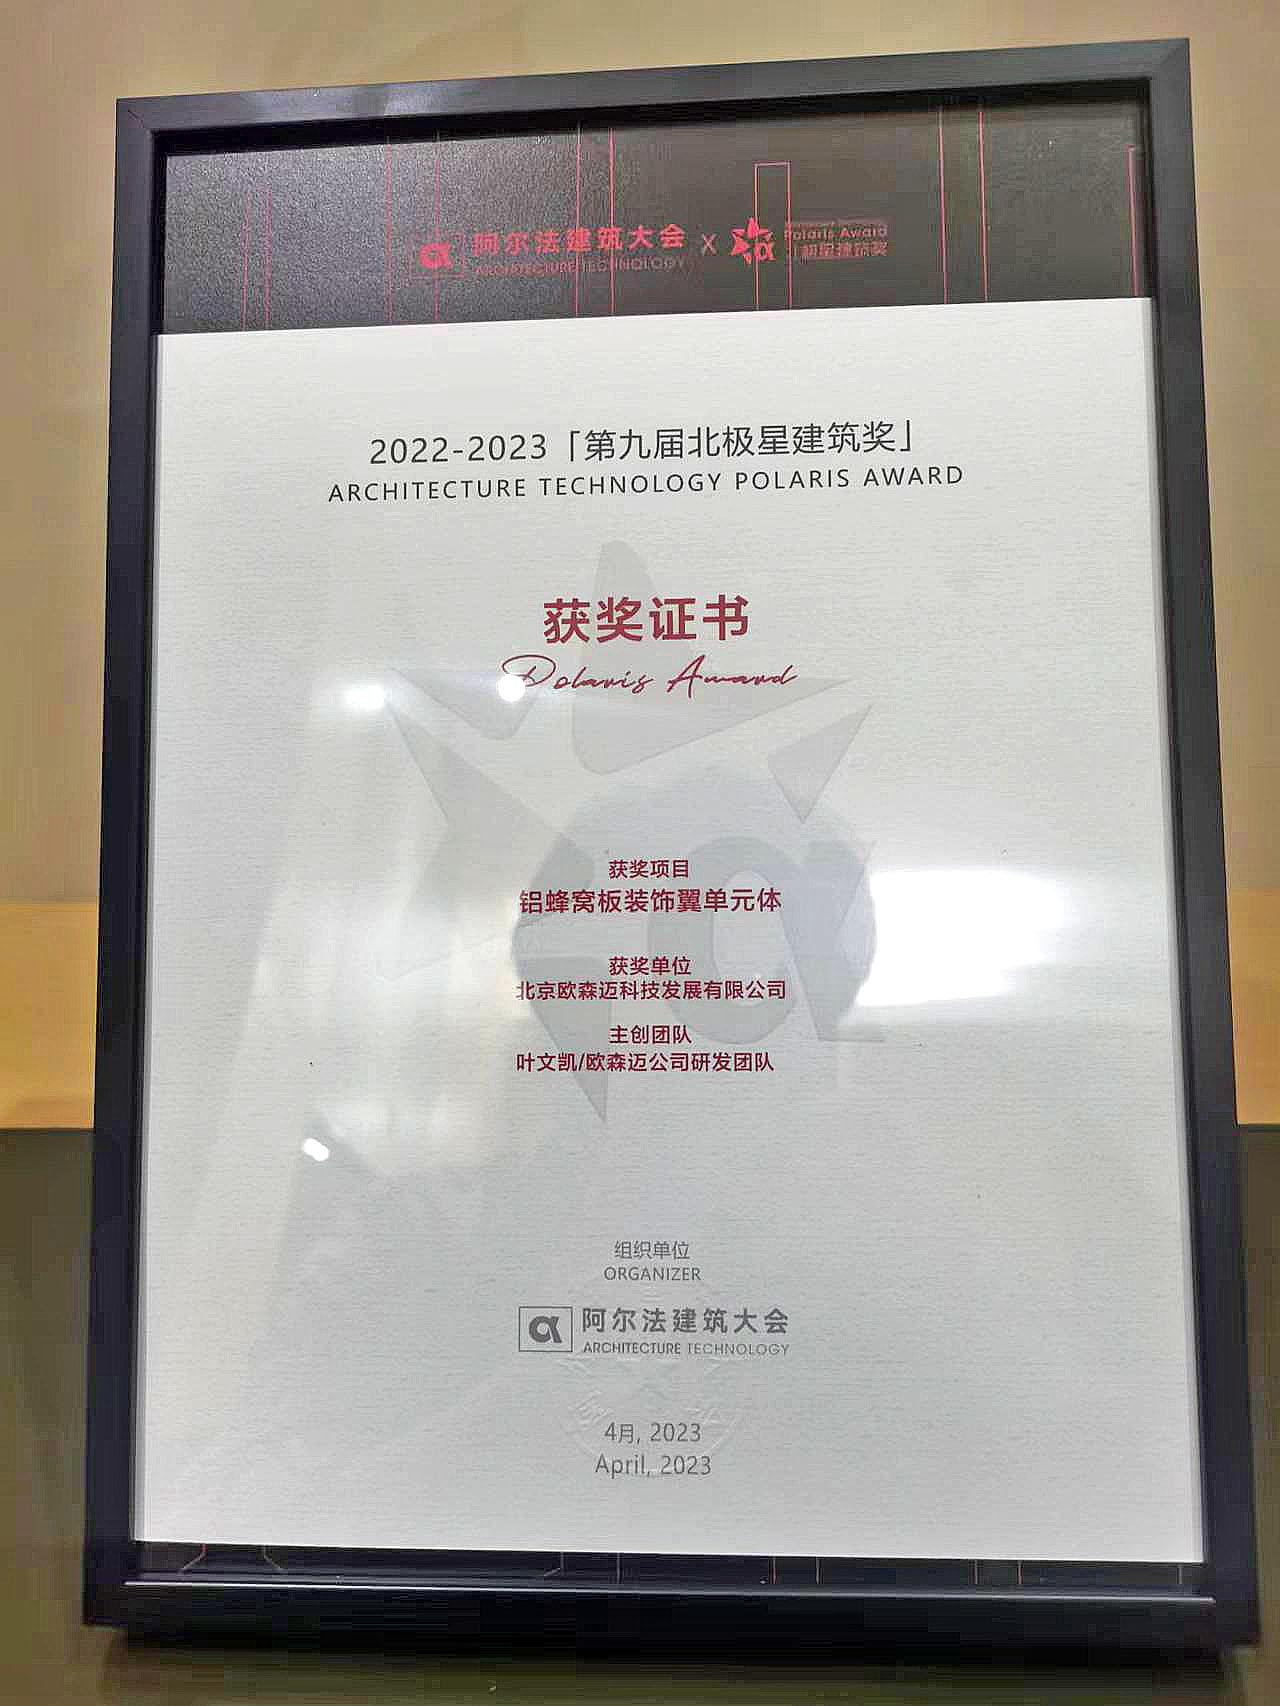 阿尔法建筑大会 X Polaris Award
ARCHITECTURE TECHNOLOGY 北极星建筑奖
2022-2023「第九届北极星建筑奖」
ARCHITECTURE TECHNOLOGY POLARIS AWARD
获奖证书
Polaris Award
获奖项目
铝蜂窝板装饰翼单元体
获奖单位
北京欧森迈科技发展有限公司
主创团队
叶文凯/欧森迈公司研发团队
组织单位
ORGANIZER
α 阿尔法建筑大会
ARCHITECTURE TECHNOLOGY
4月, 2023
April, 2023